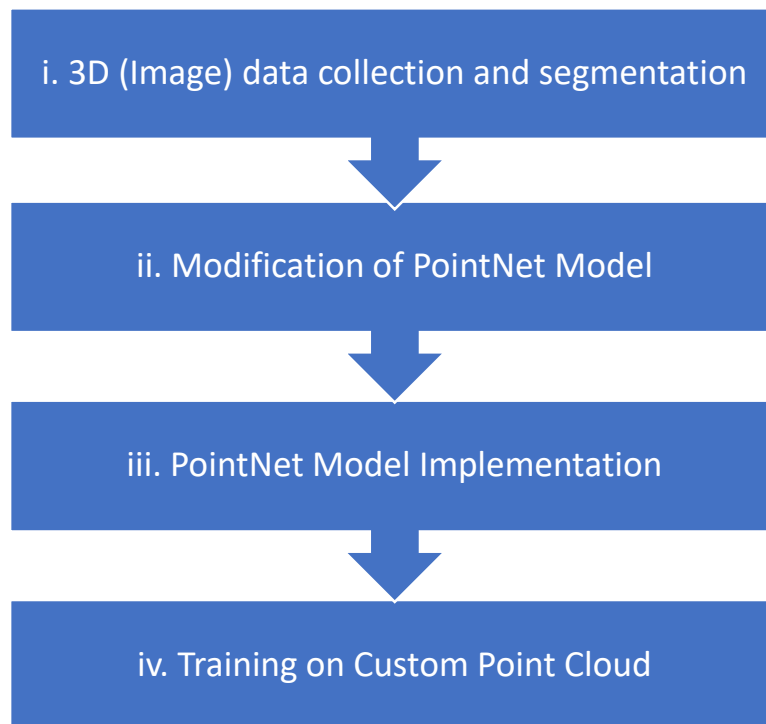 i. 3D (Image) data collection and segmentation
ii. Modification of PointNet Model
iii. PointNet Model Implementation
iv. Training on Custom Point Cloud